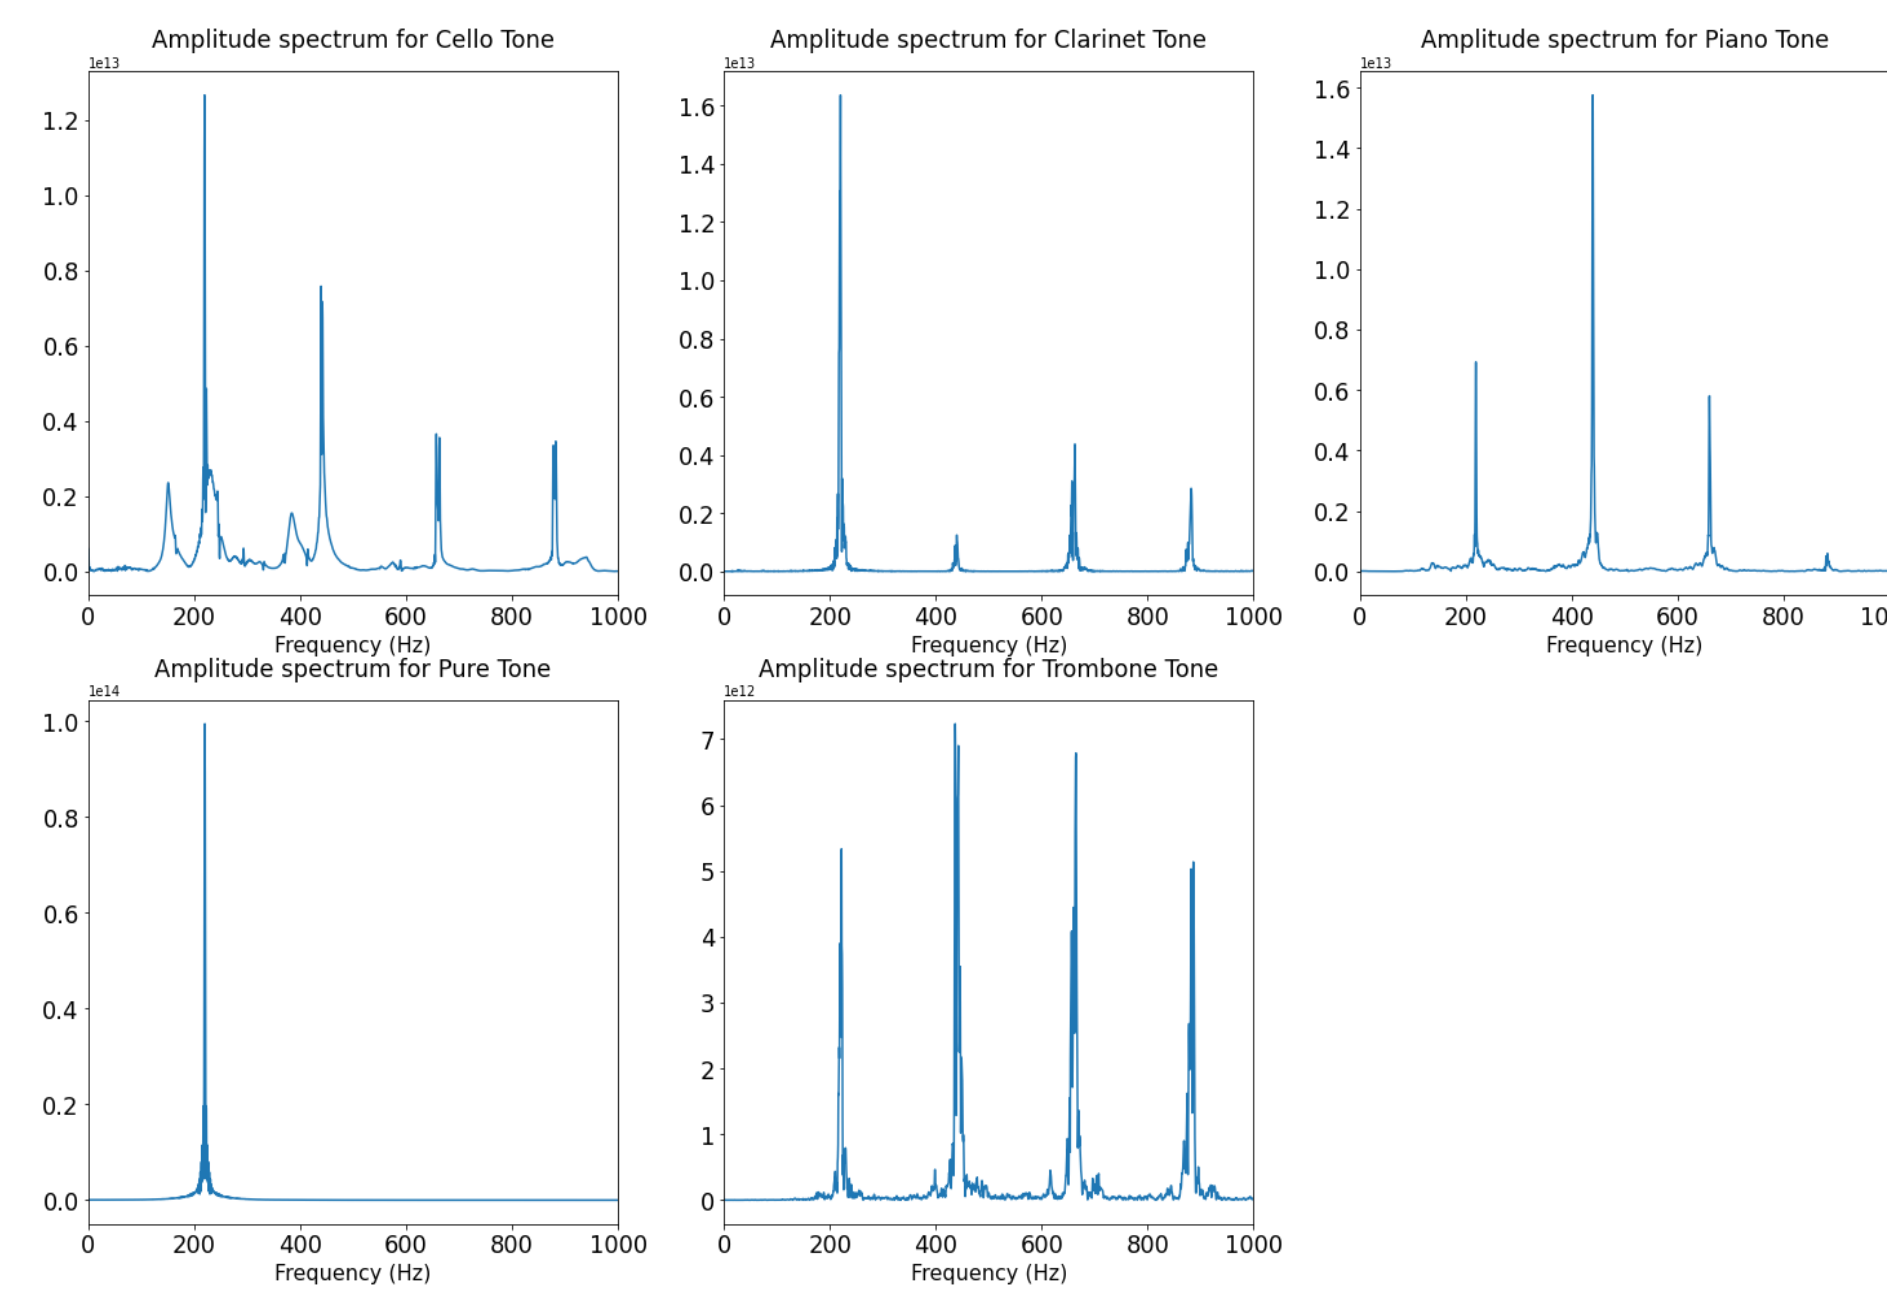 Amplitude spectrum for Cello Tone
1e13
1.2
1.0
0.8
0.6
0.4
0.2
0.0
0 200 400 600 800 1000
Frequency (Hz)
Amplitude spectrum for Clarinet Tone
1e13
1.6
1.4
1.2
1.0
0.8
0.6
0.4
0.2
0.0
0 200 400 600 800 1000
Frequency (Hz)
Amplitude spectrum for Piano Tone
1e13
1.6
1.4
1.2
1.0
0.8
0.6
0.4
0.2
0.0
0 200 400 600 800 10
Frequency (Hz)
Amplitude spectrum for Pure Tone
1e14
1.0
0.8
0.6
0.4
0.2
0.0
0 200 400 600 800 1000
Frequency (Hz)
Amplitude spectrum for Trombone Tone
1e12
7
6
5
4
3
2
1
0
0 200 400 600 800 1000
Frequency (Hz)